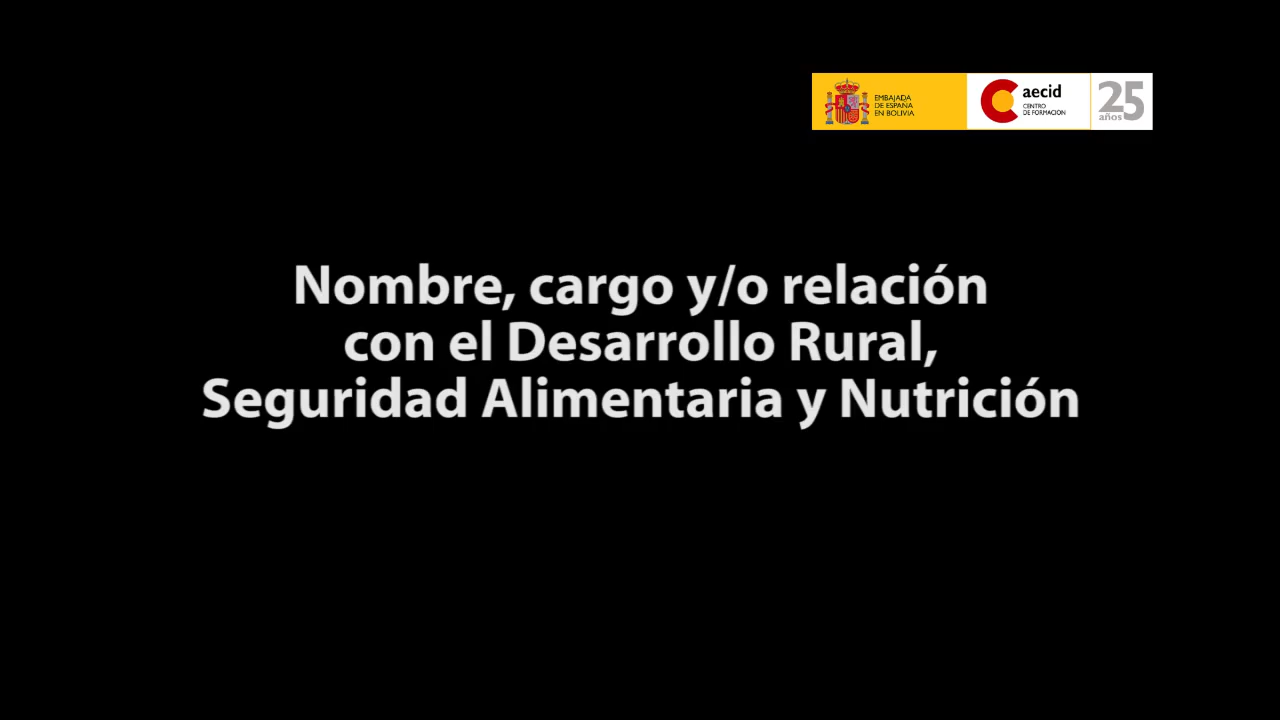 EMBAJADA
DE ESPAÑA
EN BOLIVIA
aecid
CENTRO
DE FORMACION
25
años
Nombre, cargo y/o relación
con el Desarrollo Rural,
Seguridad Alimentaria y Nutrición